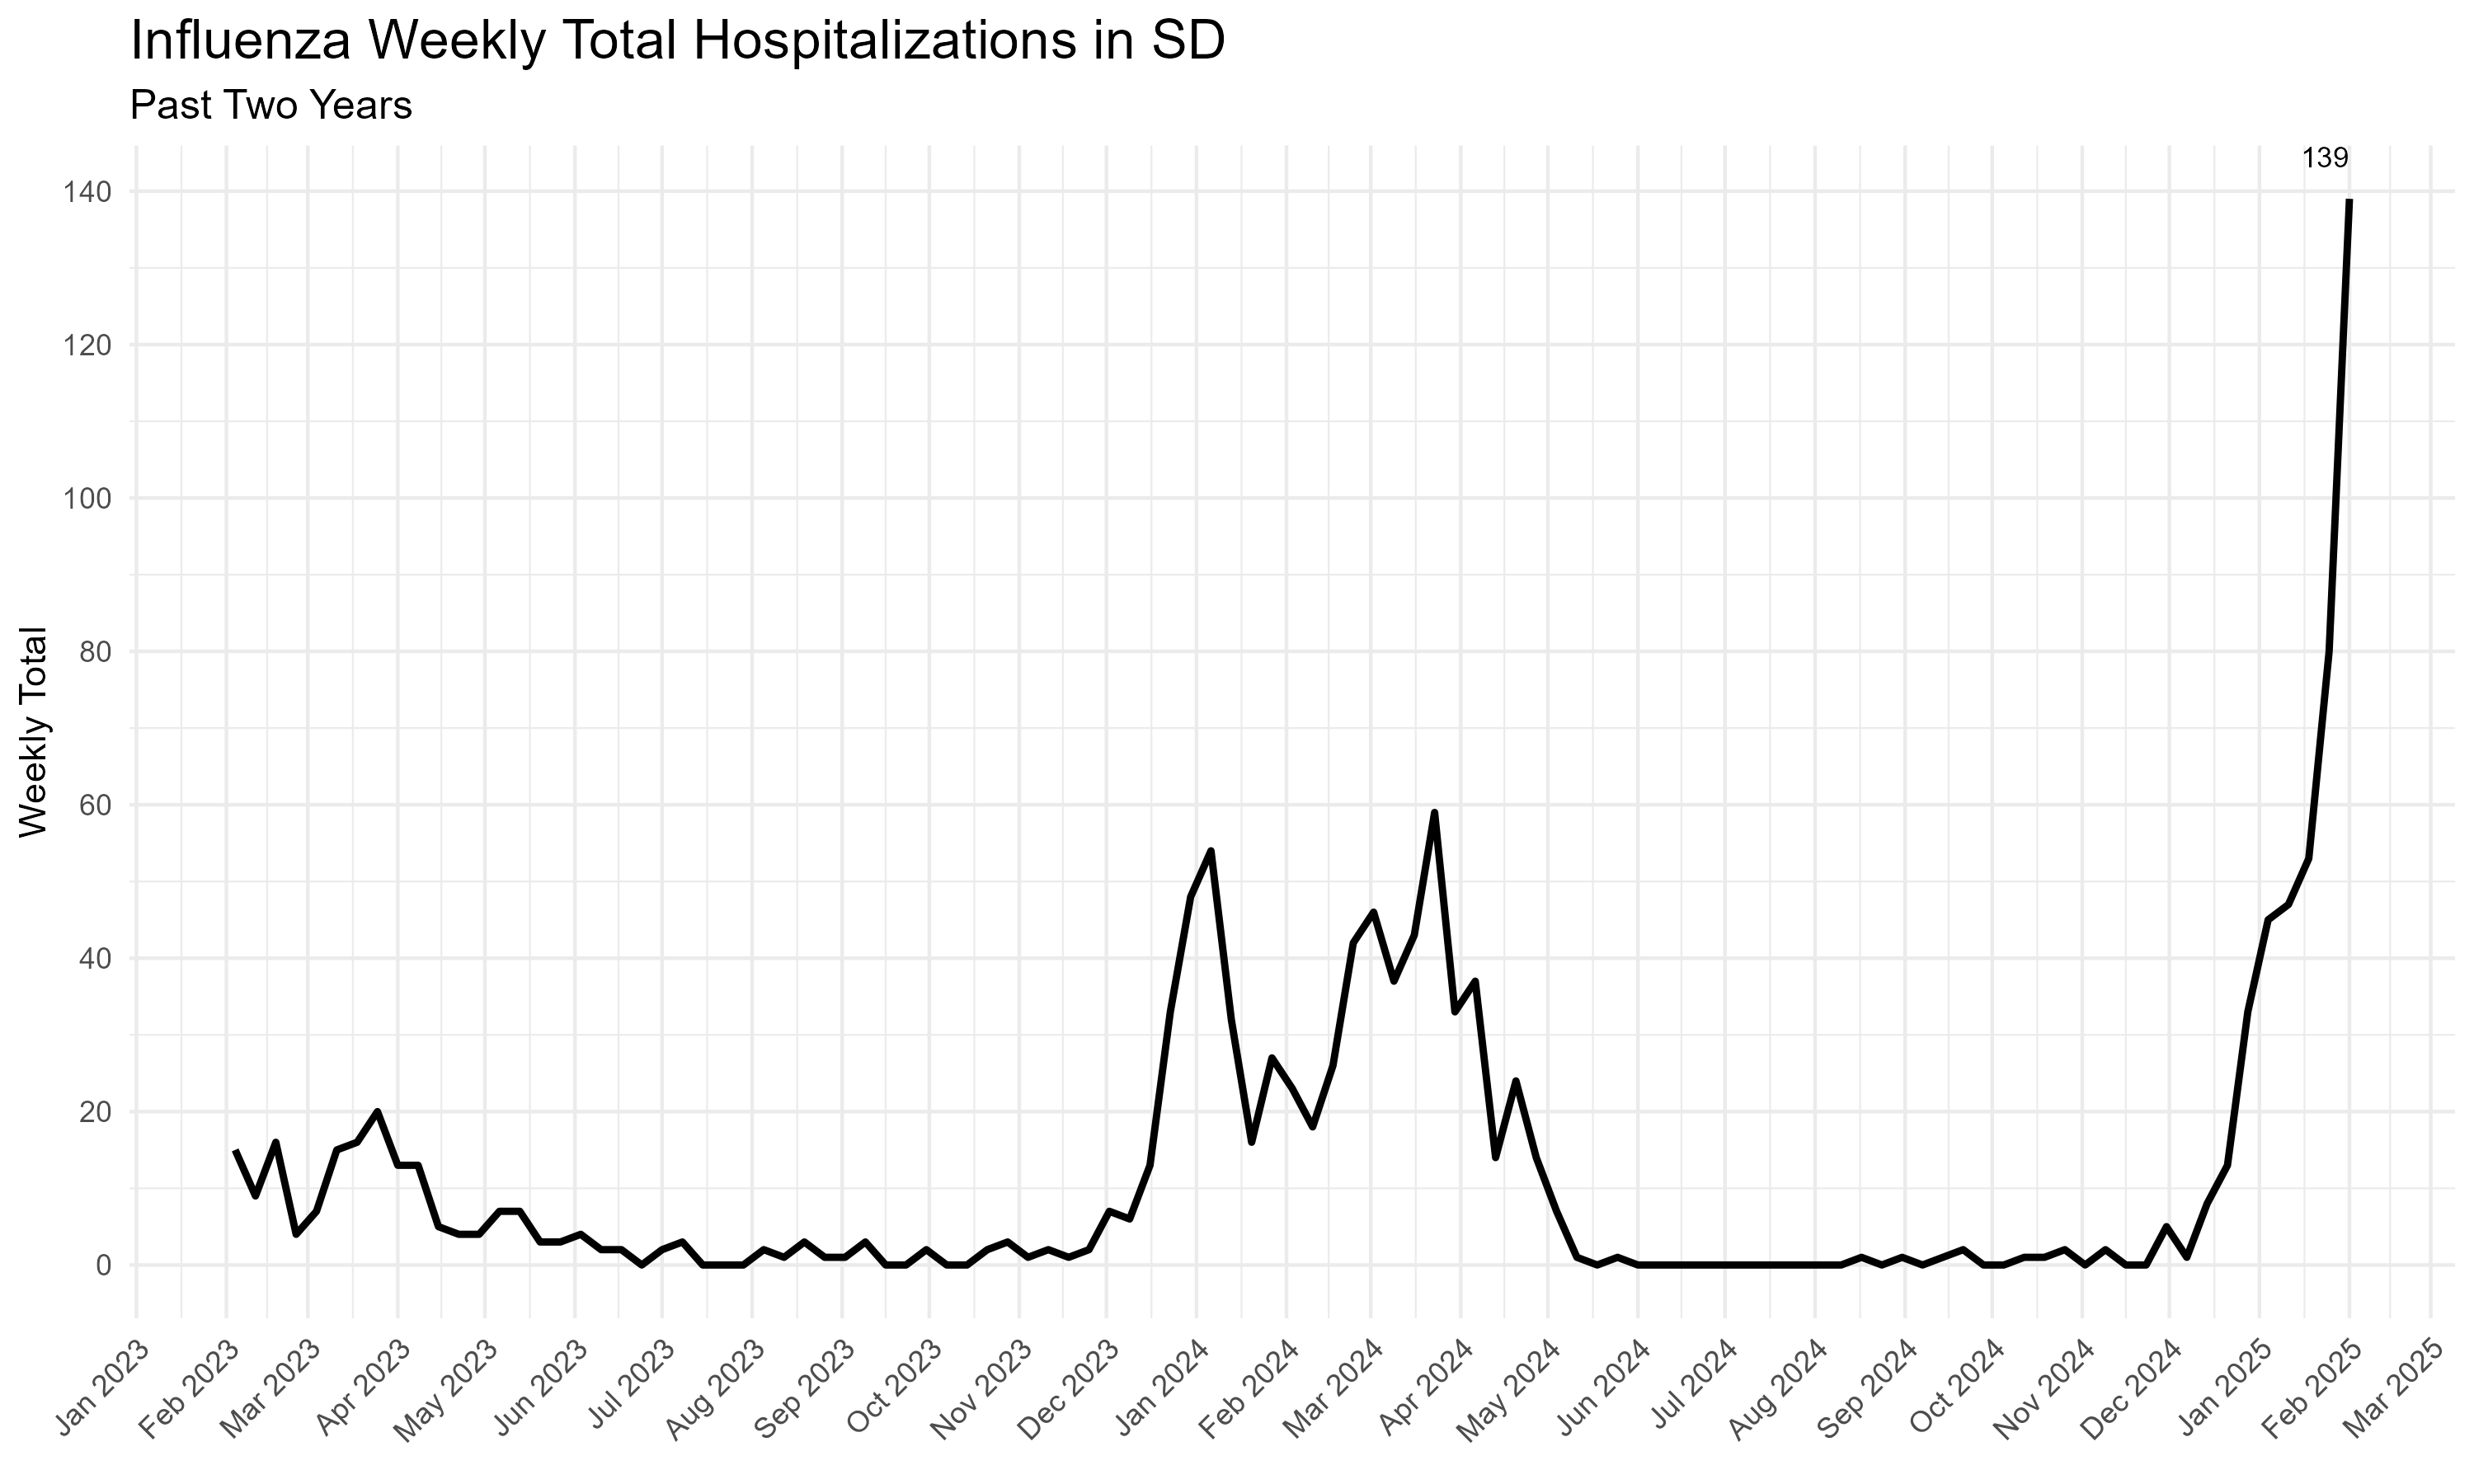 Influenza Weekly Total Hospitalizations in SD
Past Two Years
139
140
120
100
80
60
40
20
0
Weekly Total
Jan 2023
Feb 2023
Mar 2023
Apr 2023
May 2023
Jun 2023
Jul 2023
Aug 2023
Sep 2023
Oct 2023
Nov 2023
Dec 2023
Jan 2024
Feb 2024
Mar 2024
Apr 2024
May 2024
Jun 2024
Jul 2024
Aug 2024
Sep 2024
Oct 2024
Nov 2024
Dec 2024
Jan 2025
Feb 2025
Mar 2025